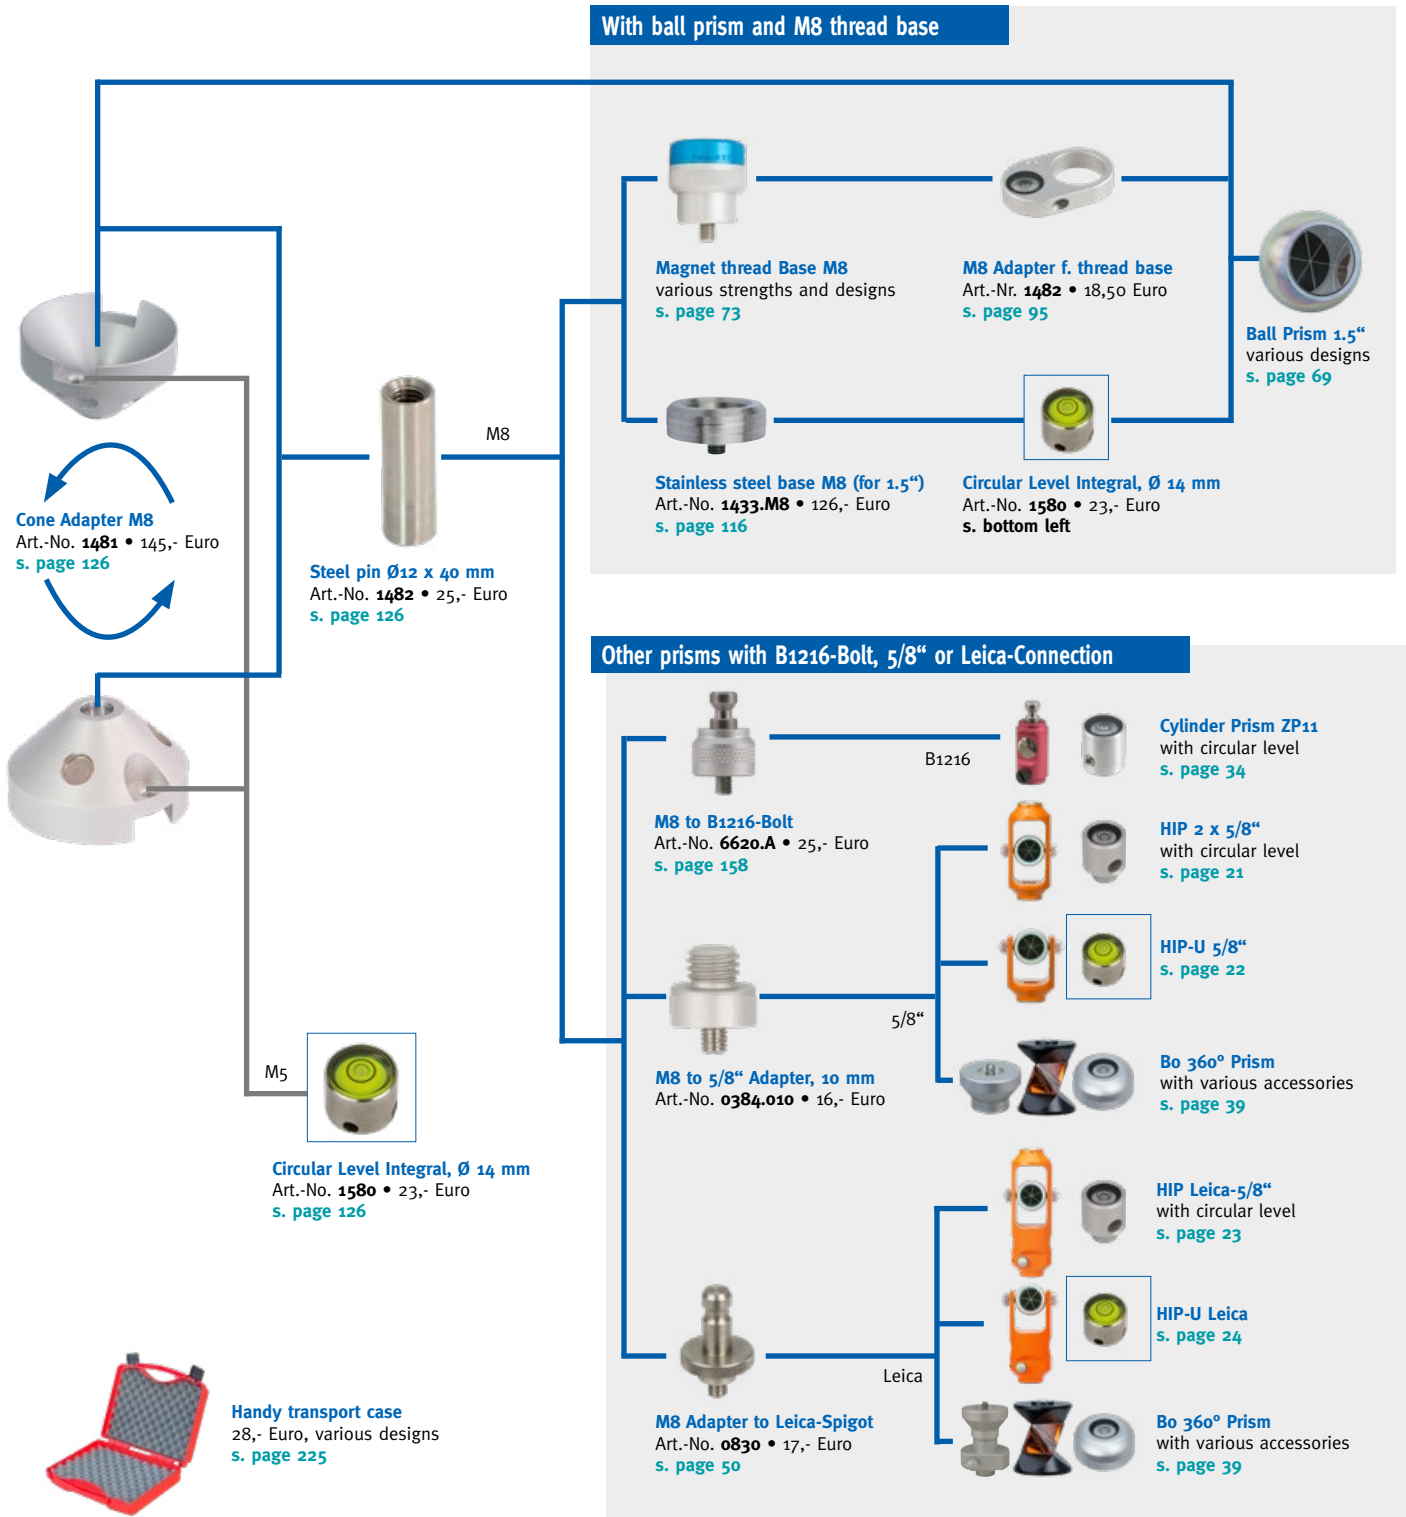 With ball prism and M8 thread base
Magnet thread Base M8
various strengths and designs
s. page 73
M8 Adapter f. thread base
Art.-Nr. 1482 • 18,50 Euro
s. page 95
Ball Prism 1.5“
various designs
s. page 69
M8
Stainless steel base M8 (for 1.5“)
Art.-No. 1433.M8 • 126,- Euro
s. page 116
Circular Level Integral, Ø 14 mm
Art.-No. 1580 • 23,- Euro
s. bottom left
Cone Adapter M8
Art.-No. 1481 • 145,- Euro
s. page 126
Steel pin Ø12 x 40 mm
Art.-No. 1482 • 25,- Euro
s. page 126
Other prisms with B1216-Bolt, 5/8“ or Leica-Connection
B1216
Cylinder Prism ZP11
with circular level
s. page 34
M8 to B1216-Bolt
Art.-No. 6620.A • 25,- Euro
s. page 158
HIP 2 x 5/8“
with circular level
s. page 21
HIP-U 5/8“
s. page 22
5/8“
M8 to 5/8“ Adapter, 10 mm
Art.-No. 0384.010 • 16,- Euro
Bo 360° Prism
with various accessories
s. page 39
M5
Circular Level Integral, Ø 14 mm
Art.-No. 1580 • 23,- Euro
s. page 126
HIP Leica-5/8“
with circular level
s. page 23
HIP-U Leica
s. page 24
Leica
M8 Adapter to Leica-Spigot
Art.-No. 0830 • 17,- Euro
s. page 50
Bo 360° Prism
with various accessories
s. page 39
Handy transport case
28,- Euro, various designs
s. page 225